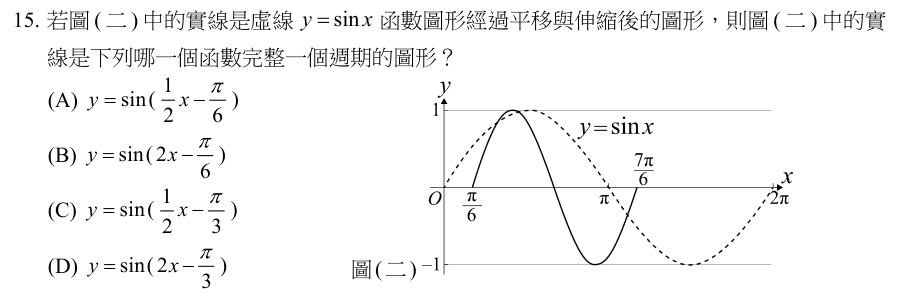 15. 若圖(二)中的實線是虛線 y = sin x 函數圖形經過平移與伸縮後的圖形，則圖(二)中的實
線是下列哪一個函數完整一個週期的圖形？
(A) y = sin(1/2 x − π/6)
(B) y = sin(2x − π/6)
(C) y = sin(1/2 x − π/3)
(D) y = sin(2x − π/3)
y
1
y = sin x
7π/6
x
O
π/6
π
2π
圖(二)
−1